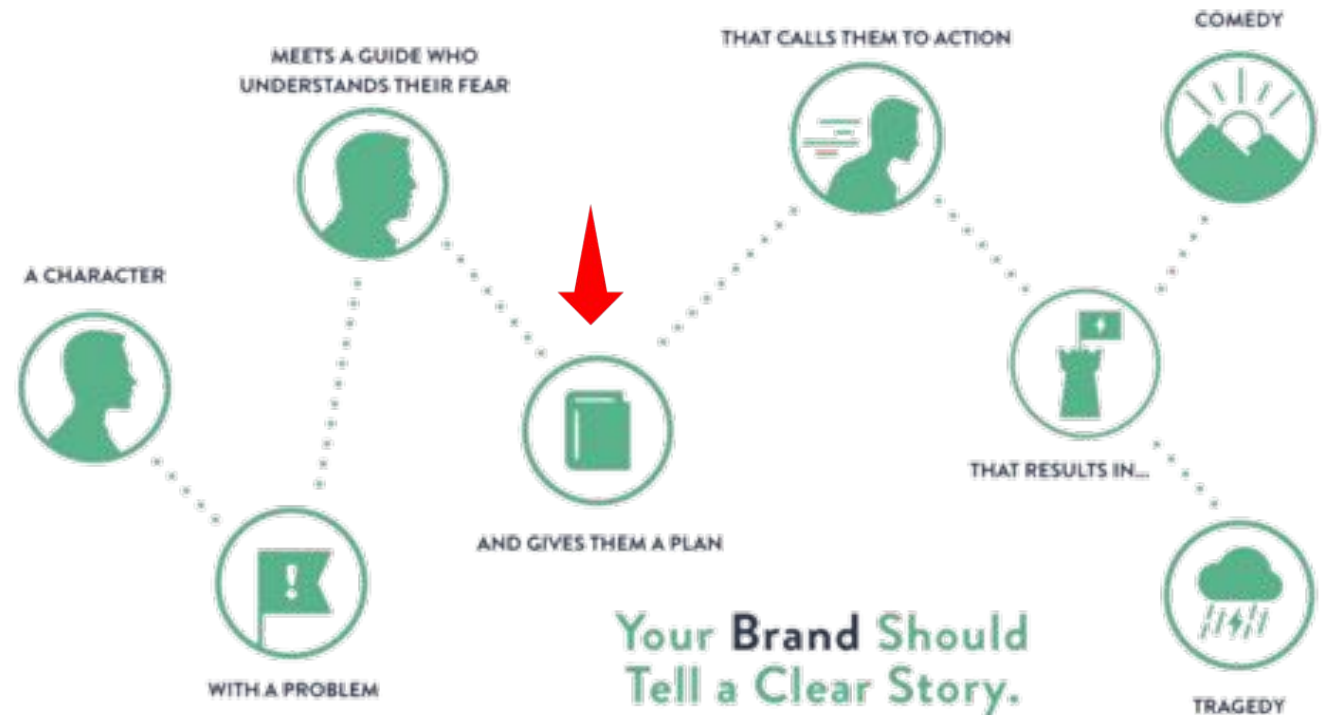 A CHARACTER
WITH A PROBLEM
MEETS A GUIDE WHO
UNDERSTANDS THEIR FEAR
AND GIVES THEM A PLAN
THAT CALLS THEM TO ACTION
THAT RESULTS IN...
COMEDY
TRAGEDY
Your Brand Should
Tell a Clear Story.